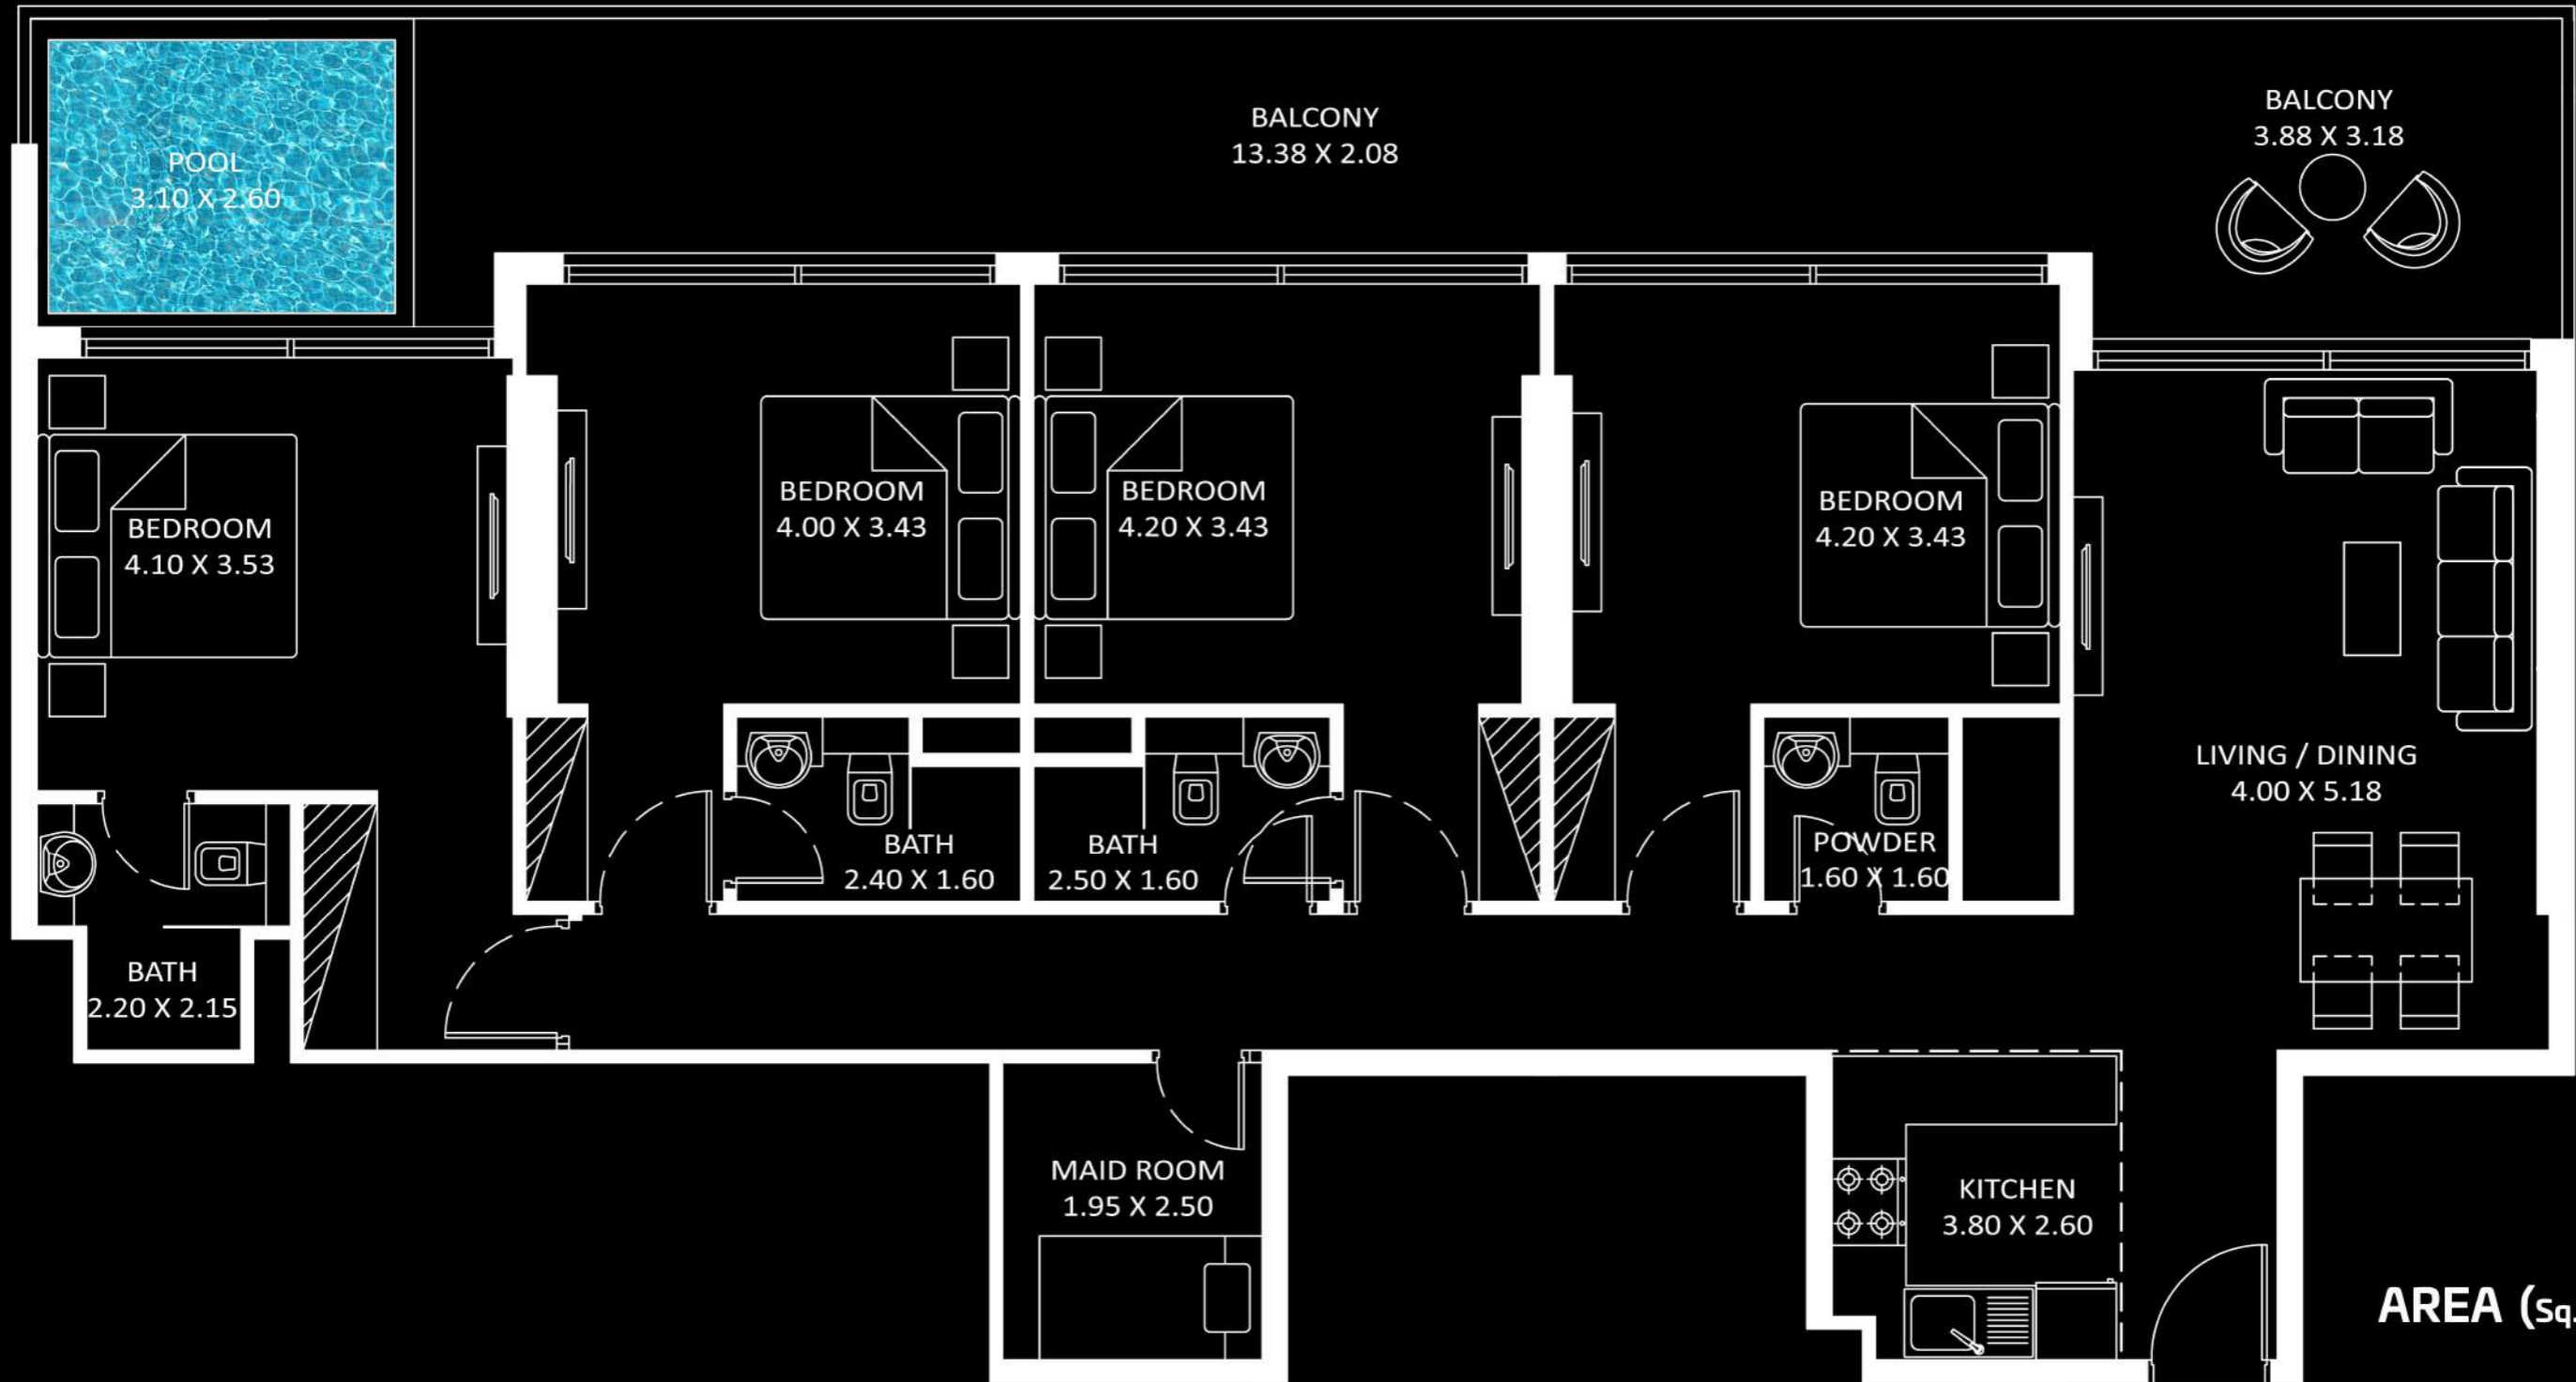 POOL
3.10 X 2.60
BALCONY
13.38 X 2.08
BALCONY
3.88 X 3.18
BEDROOM
4.10 X 3.53
BEDROOM
4.00 X 3.43
BEDROOM
4.20 X 3.43
BEDROOM
4.20 X 3.43
LIVING / DINING
4.00 X 5.18
BATH
2.40 X 1.60
BATH
2.50 X 1.60
POWDER
1.60 X 1.60
BATH
2.20 X 2.15
MAID ROOM
1.95 X 2.50
KITCHEN
3.80 X 2.60
AREA (Sq.